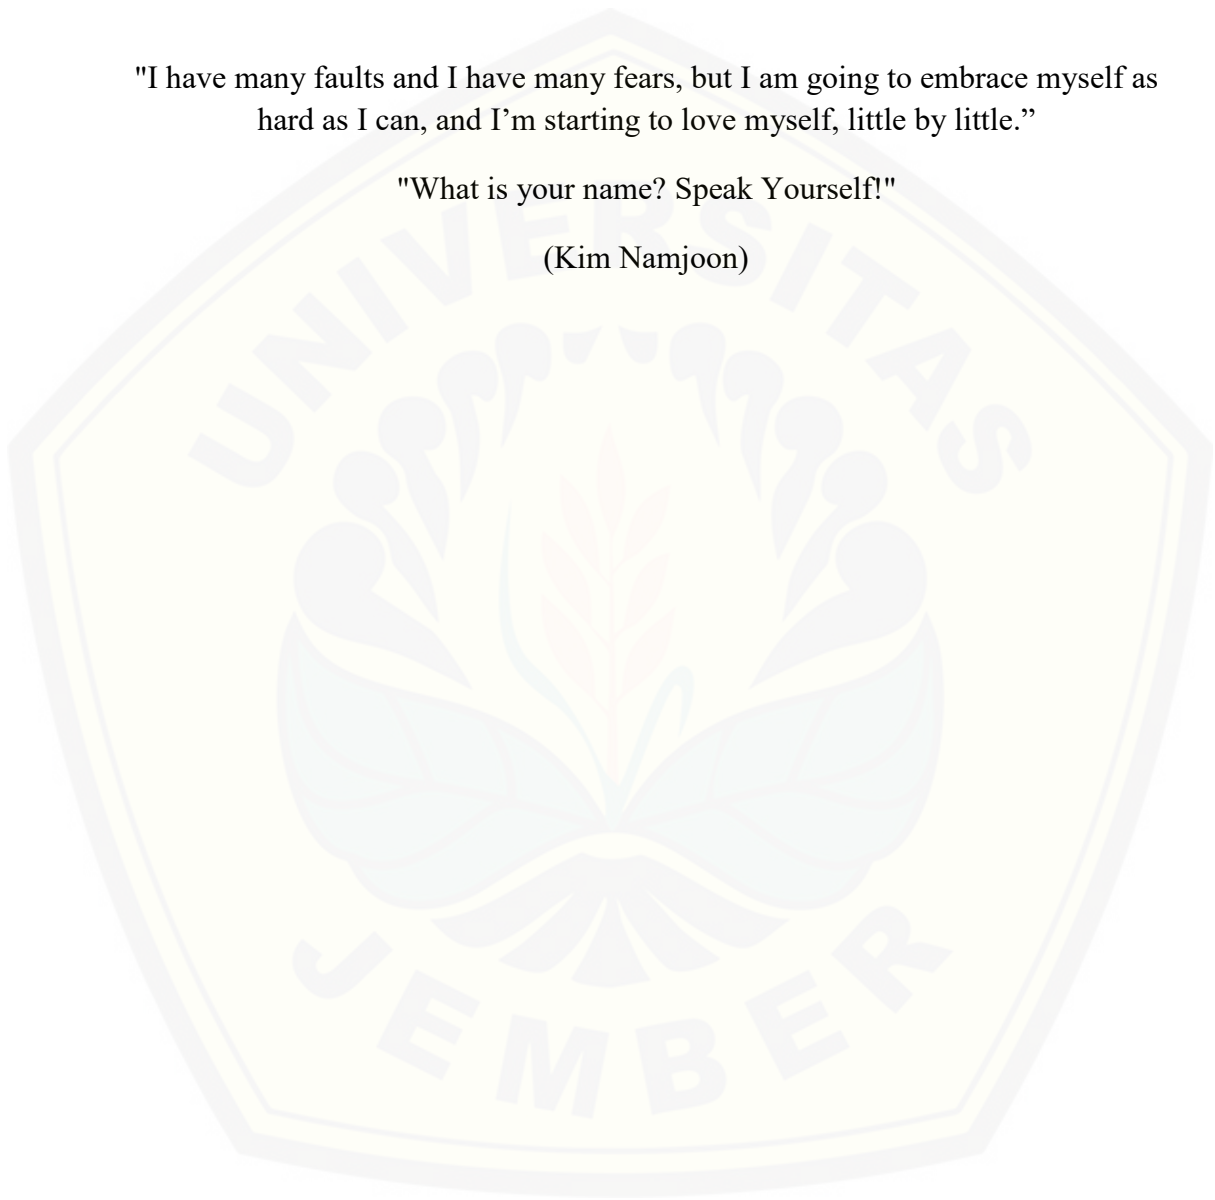 "I have many faults and I have many fears, but I am going to embrace myself as
hard as I can, and I’m starting to love myself, little by little.”
"What is your name? Speak Yourself!"
(Kim Namjoon)
UNIVERSITAS
JEMBER